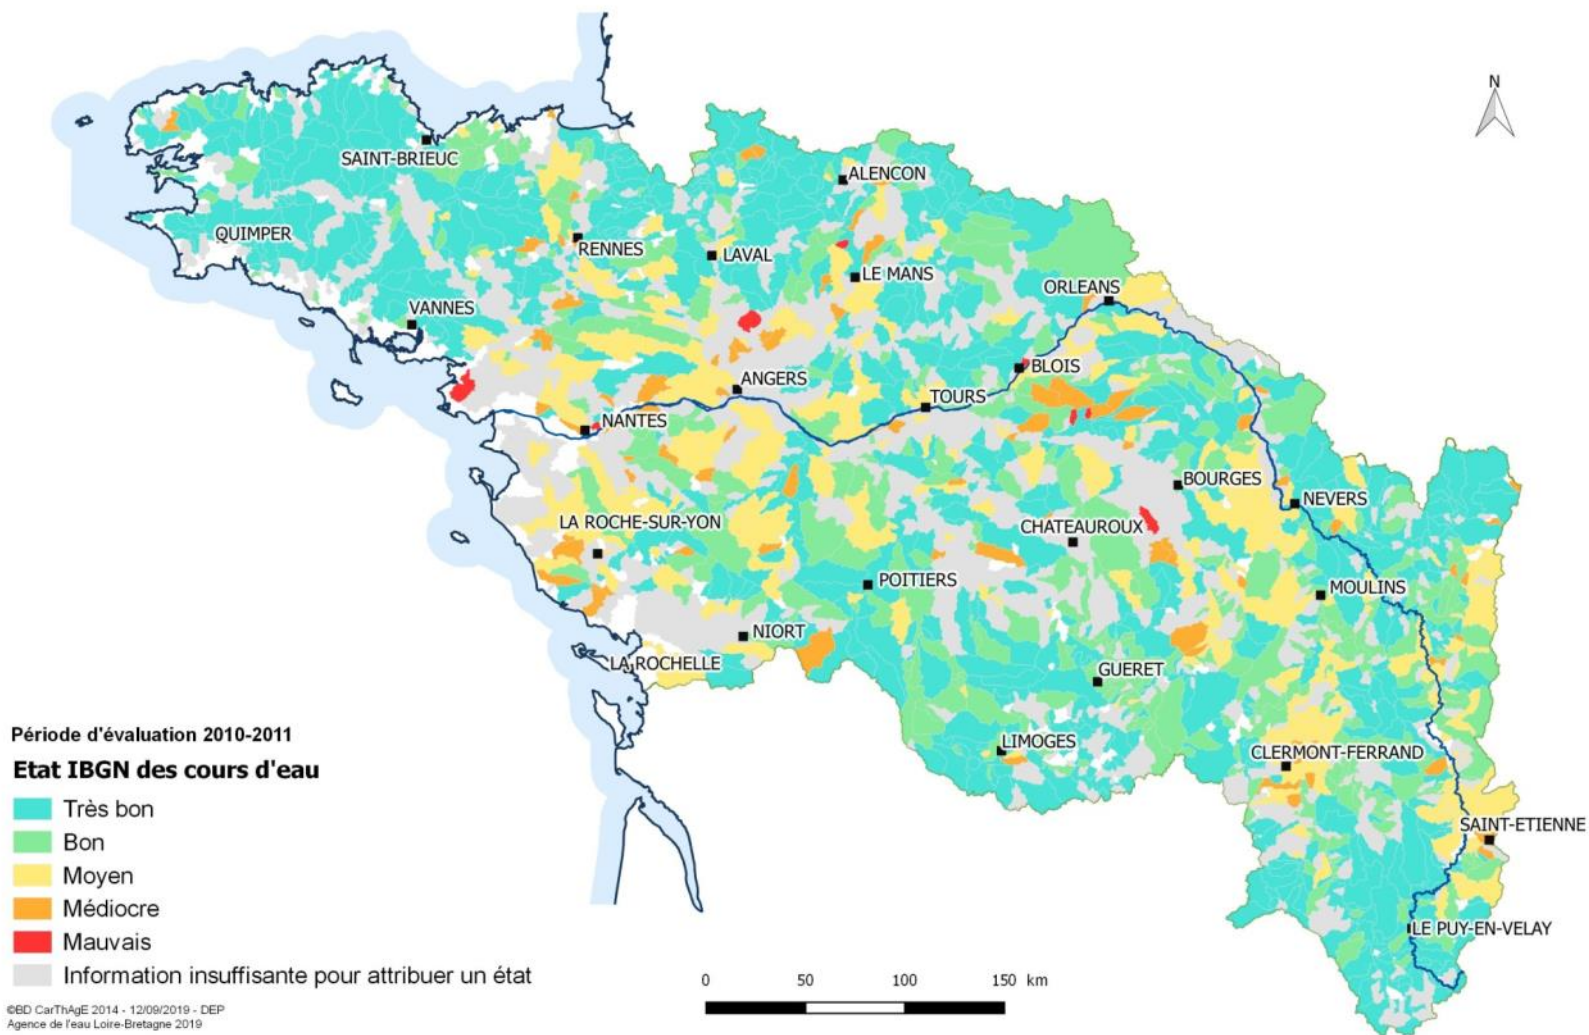 N
SAINT-BRIEUC
ALENCON
QUIMPER
RENNES
LAVAL
LE MANS
ORLEANS
VANNES
BLOIS
ANGERS
TOURS
NANTES
BOURGES
NEVERS
LA ROCHE-SUR-YON
CHATEAUROUX
POITIERS
MOULINS
NIORT
LA ROCHELLE
GUERET
LIMOGES
CLERMONT-FERRAND
SAINT-ETIENNE
LE PUY-EN-VELAY
Période d'évaluation 2010-2011
Etat IBGN des cours d'eau
Très bon
Bon
Moyen
Médiocre
Mauvais
Information insuffisante pour attribuer un état
0 50 100 150 km
©BD CarThAgE 2014 - 12/09/2019 - DEP
Agence de l'eau Loire-Bretagne 2019